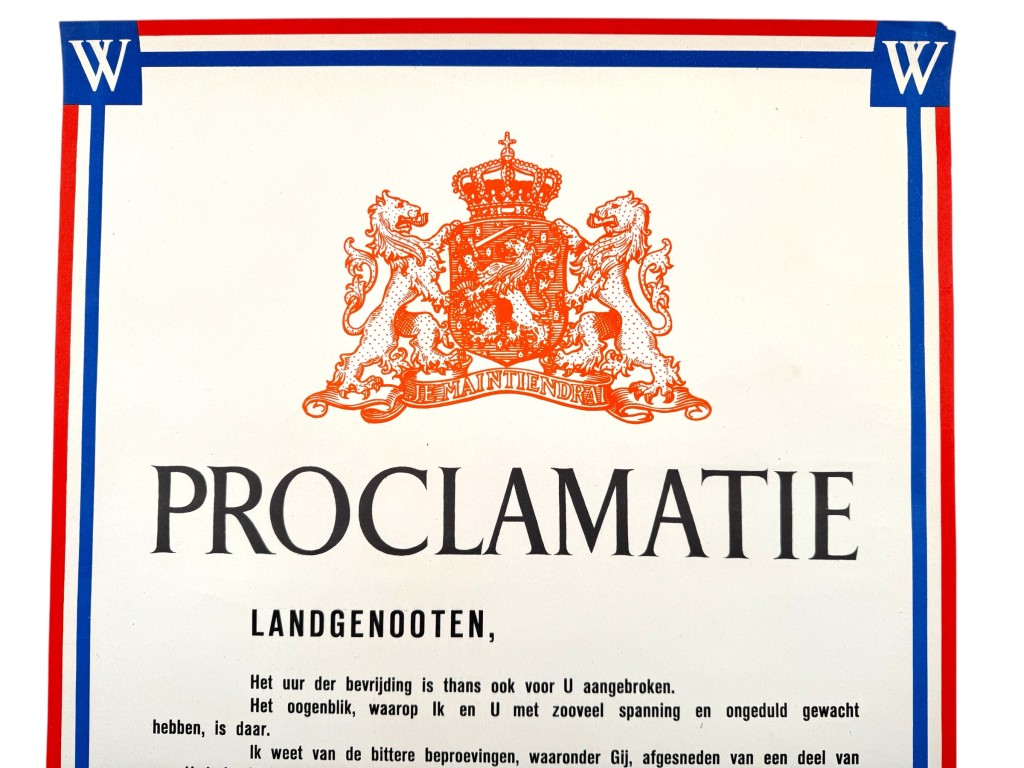 W W
JE MAINTIENDRAI
PROCLAMATIE
LANDGENOOTEN,
Het uur der bevrijding is thans ook voor U aangebroken.
Het oogenblik, waarop Ik en U met zooveel spanning en ongeduld gewacht
hebben, is daar.
Ik weet van de bittere beproevingen, waaronder Gij, afgesneden van een deel van